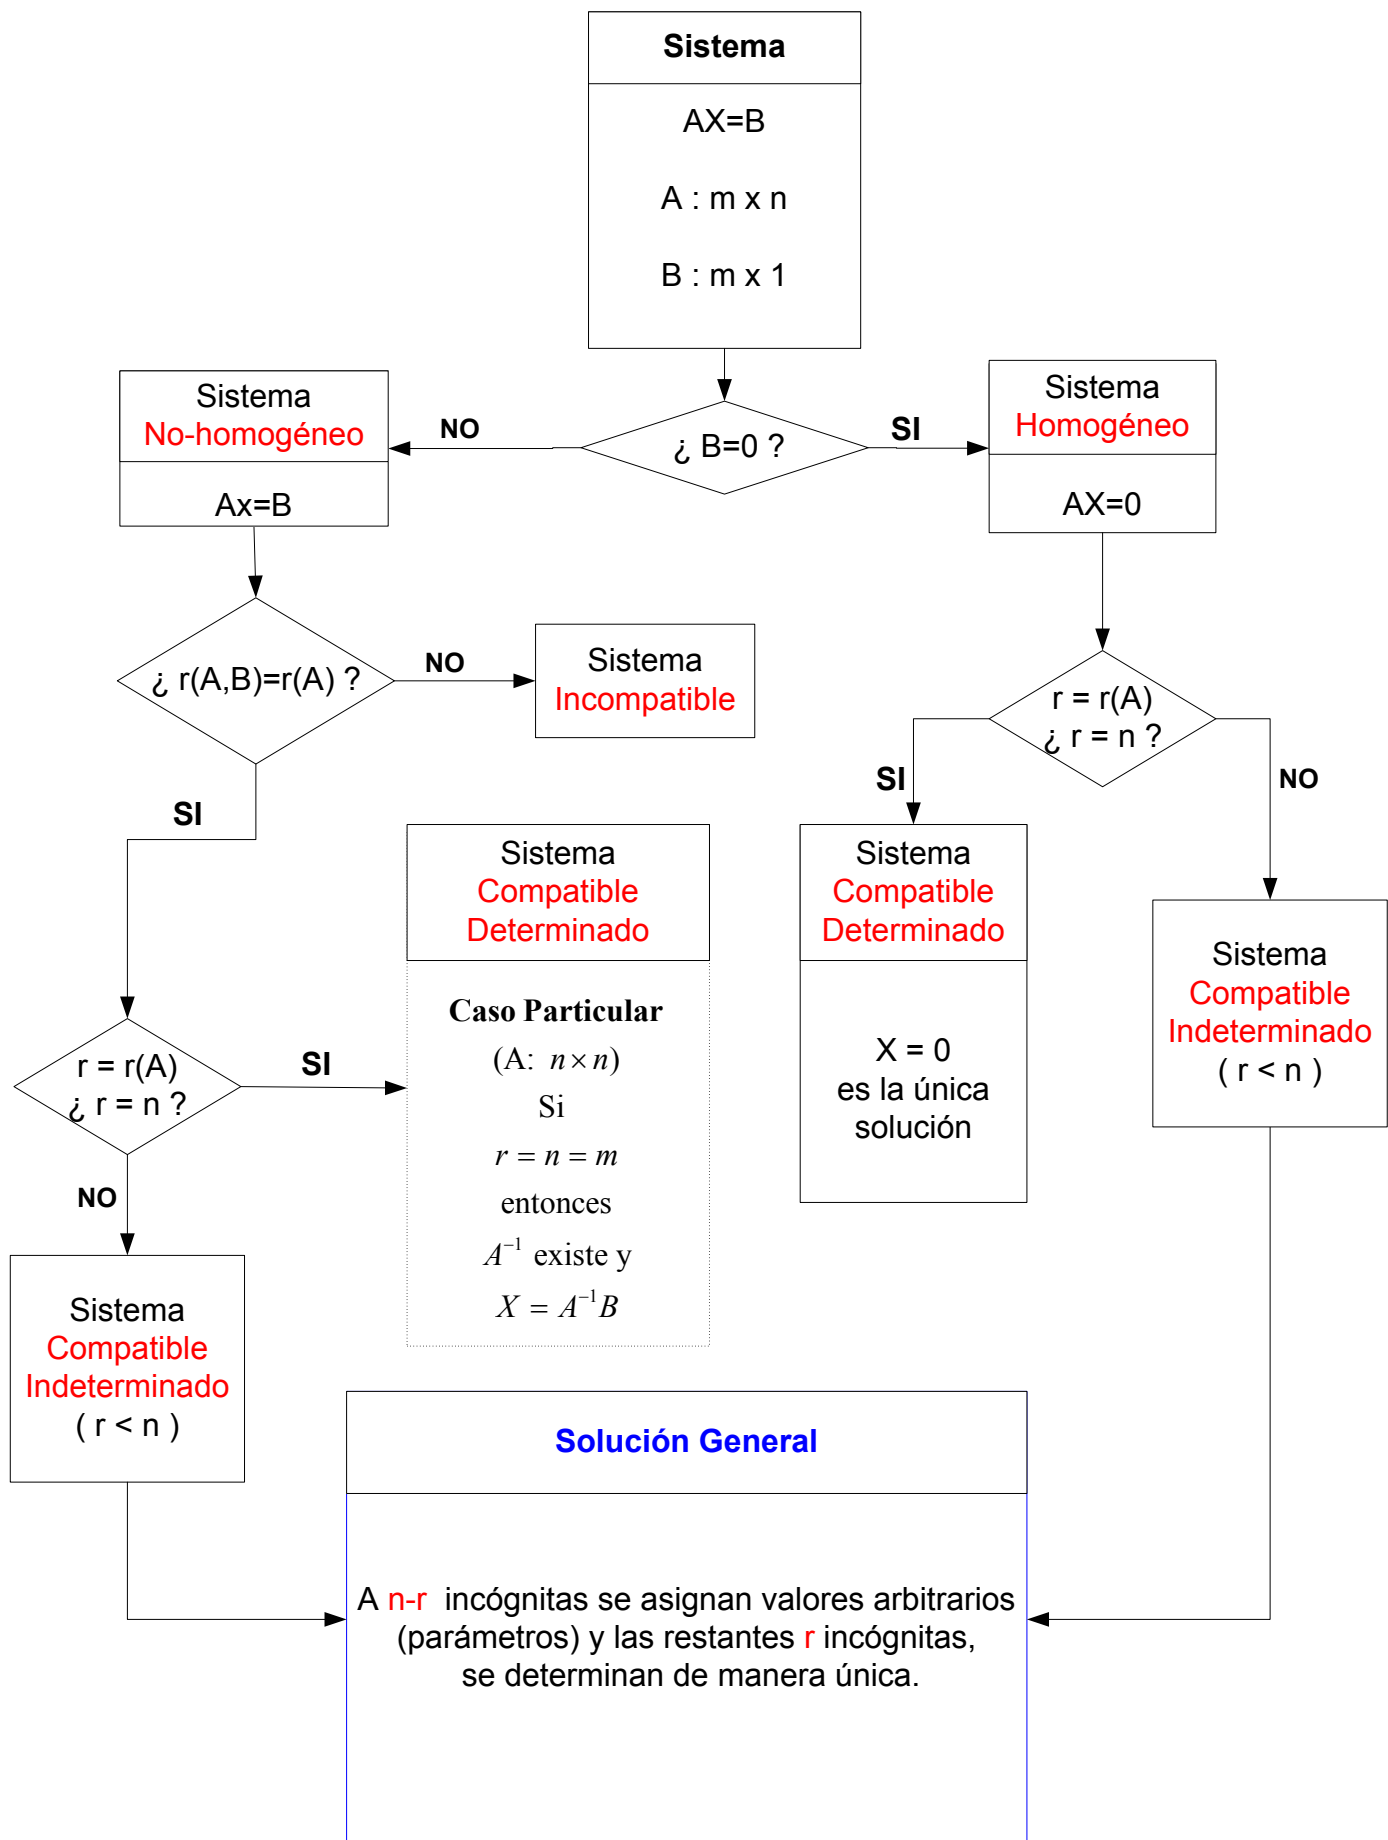 Sistema
AX=B
A : m x n
B : m x 1
Sistema
No-homogéneo
Ax=B
NO
¿ B=0 ?
SI
Sistema
Homogéneo
AX=0
¿ r(A,B)=r(A) ?
NO
Sistema
Incompatible
SI
r = r(A)
¿ r = n ?
SI
NO
Sistema
Compatible
Determinado
Caso Particular
(A: n × n)
Si
r = n = m
entonces
A⁻¹ existe y
X = A⁻¹B
Sistema
Compatible
Determinado
X = 0
es la única
solución
Sistema
Compatible
Indeterminado
( r < n )
r = r(A)
¿ r = n ?
SI
NO
Sistema
Compatible
Indeterminado
( r < n )
Solución General
A n-r incógnitas se asignan valores arbitrarios
(parámetros) y las restantes r incógnitas,
se determinan de manera única.